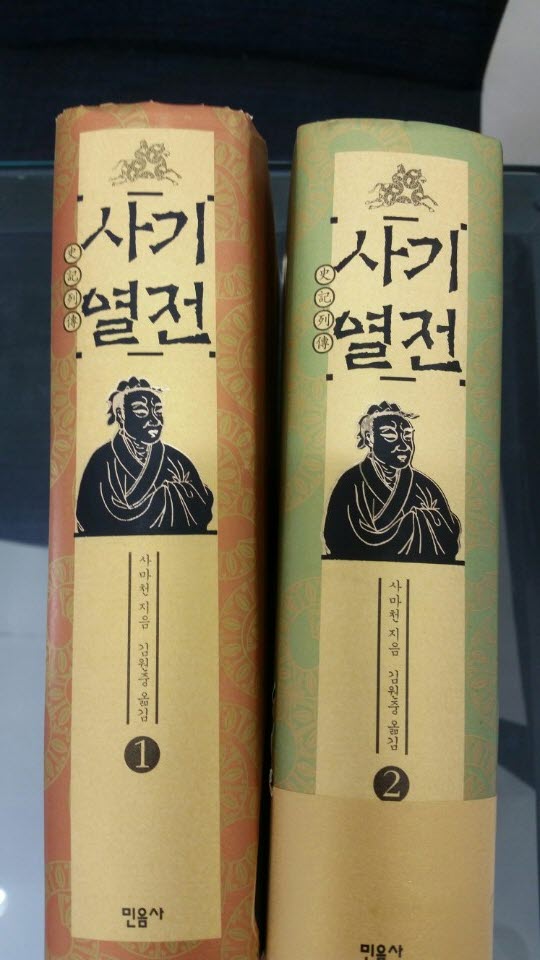 사기
열전
史記列傳
사마천 지음 김원중 옮김
1
민음사
사기
열전
史記列傳
사마천 지음 김원중 옮김
2
민음사